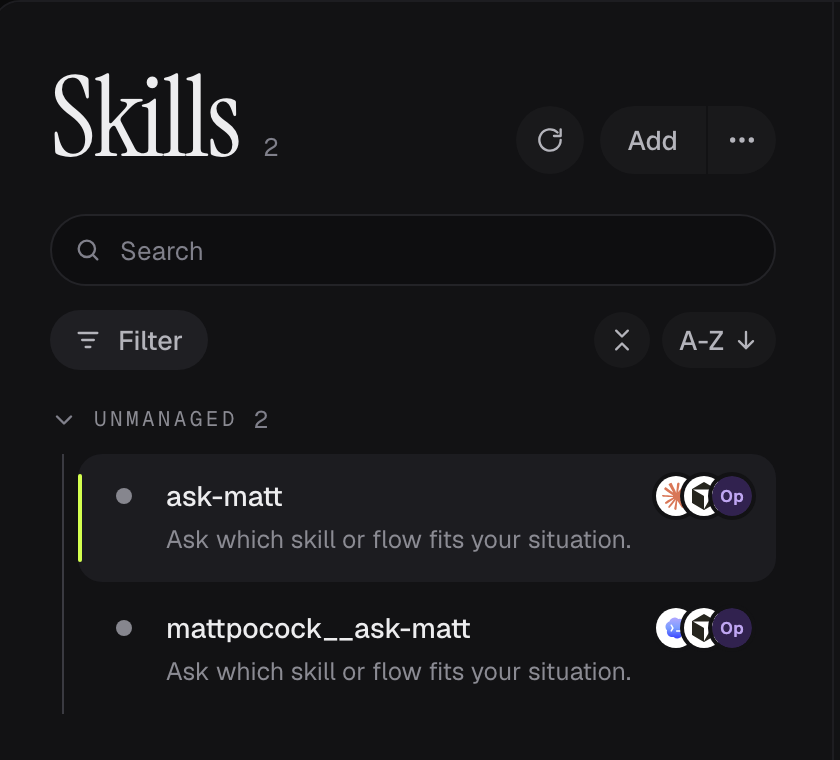 Skills 2
Add
Search
Filter
A-Z
UNMANAGED 2
ask-matt
Op
Ask which skill or flow fits your situation.
mattpocock__ask-matt
Op
Ask which skill or flow fits your situation.